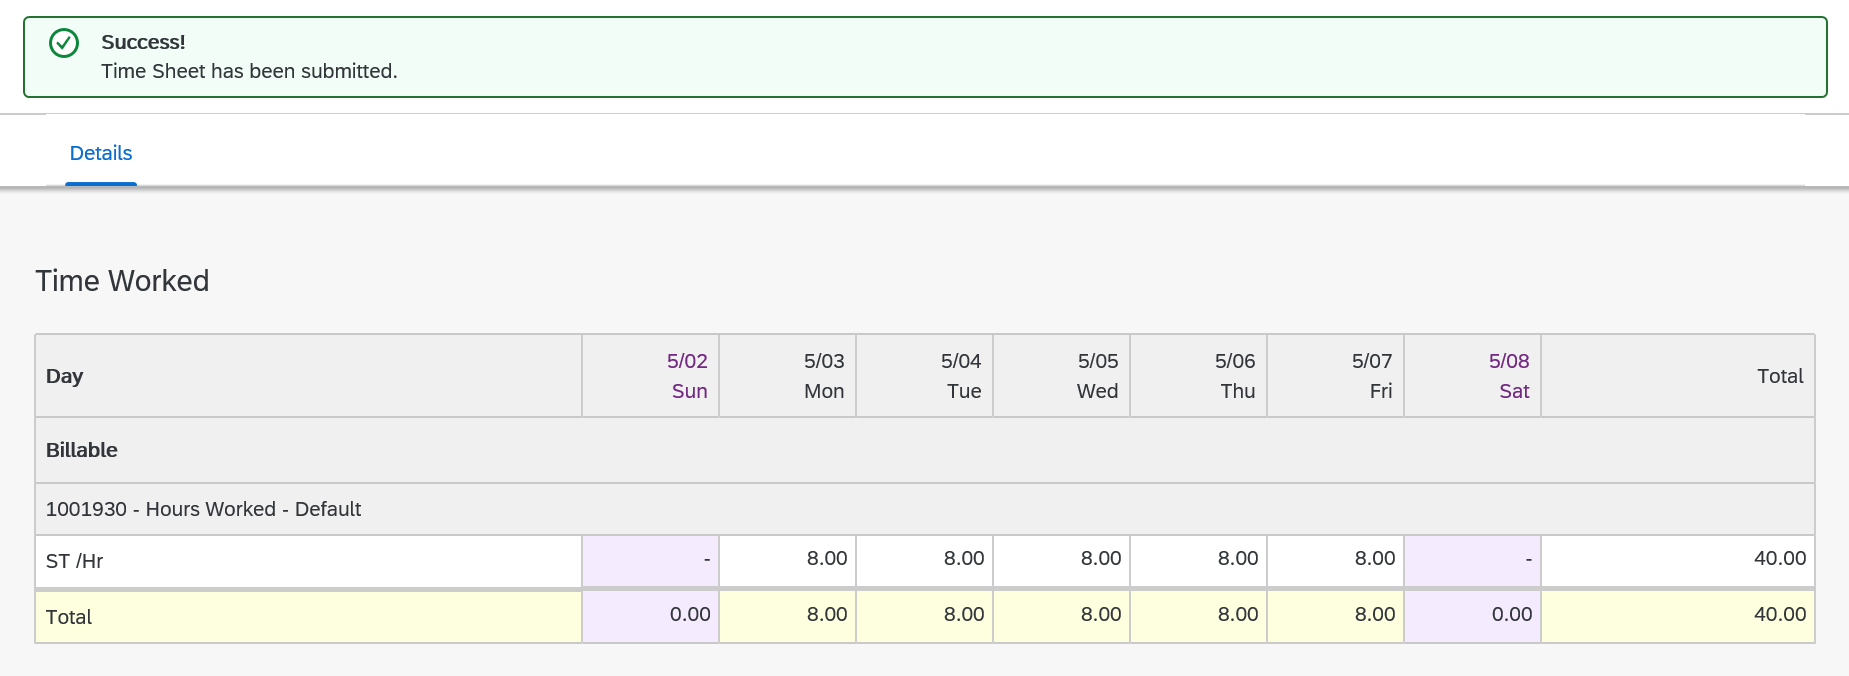 Success!
Time Sheet has been submitted.
Details
Time Worked
Day 5/02 Sun 5/03 Mon 5/04 Tue 5/05 Wed 5/06 Thu 5/07 Fri 5/08 Sat Total
Billable
1001930 - Hours Worked - Default
ST /Hr - 8.00 8.00 8.00 8.00 8.00 - 40.00
Total 0.00 8.00 8.00 8.00 8.00 8.00 0.00 40.00